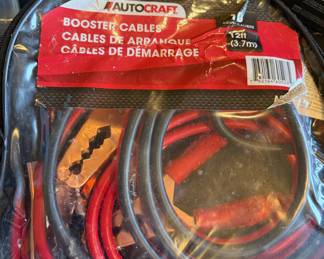 AUTOCRAFT
BOOSTER CABLES
CABLES DE ARRANQUE
CÂBLES DE DÉMARRAGE
12ft
(3.7m)